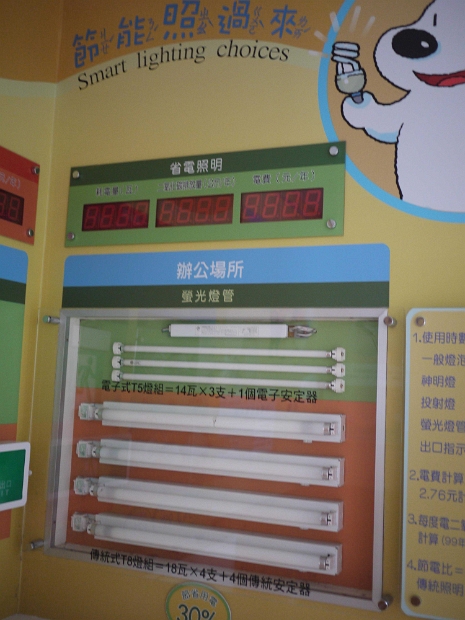 節能照過來
Smart lighting choices
省電照明
辦公場所
螢光燈管
電子式T5燈組＝14瓦×3支＋1個電子安定器
傳統式T8燈組＝18瓦×4支＋4個傳統安定器
30%
1.使用時
一般燈泡
神明燈
投射燈
螢光燈管
出口指示
2.電費計算
2.76元
3.每度電二
計算(99年
4.節電比＝
傳統照明